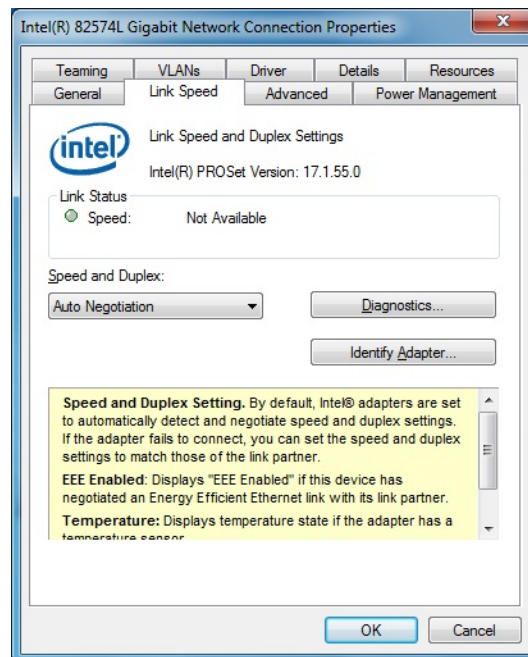 Intel(R) 82574L Gigabit Network Connection Properties
Teaming VLANs Driver Details Resources
General Link Speed Advanced Power Management
intel Link Speed and Duplex Settings
Intel(R) PROSet Version: 17.1.55.0
Link Status
Speed: Not Available
Speed and Duplex:
Auto Negotiation Diagnostics...
Identify Adapter...
Speed and Duplex Setting. By default, Intel® adapters are set
to automatically detect and negotiate speed and duplex settings.
If the adapter fails to connect, you can set the speed and duplex
settings to match those of the link partner.
EEE Enabled: Displays "EEE Enabled" if this device has
negotiated an Energy Efficient Ethernet link with its link partner.
Temperature: Displays temperature state if the adapter has a
temperature sensor
OK Cancel